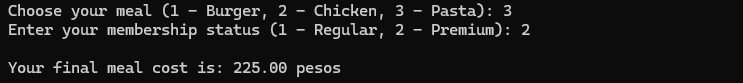 Choose your meal (1 - Burger, 2 - Chicken, 3 - Pasta): 3
Enter your membership status (1 - Regular, 2 - Premium): 2
Your final meal cost is: 225.00 pesos